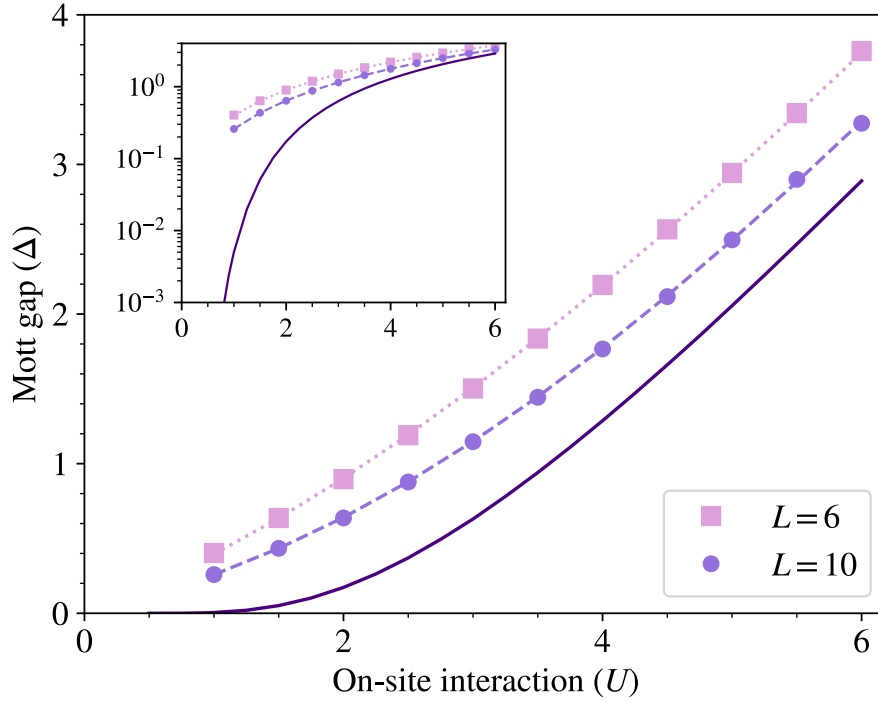 4
3
2
1
0
Mott gap (Δ)
10⁰
10⁻¹
10⁻²
10⁻³
0 2 4 6
L = 6
L = 10
0 2 4 6
On-site interaction (U)